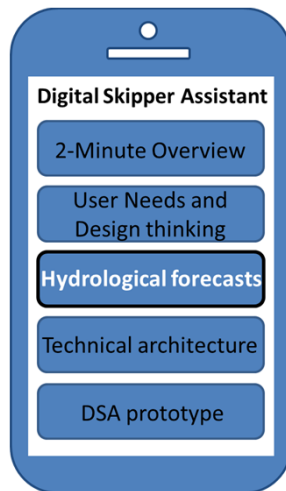 Digital Skipper Assistant
2-Minute Overview
User Needs and
Design thinking
Hydrological forecasts
Technical architecture
DSA prototype